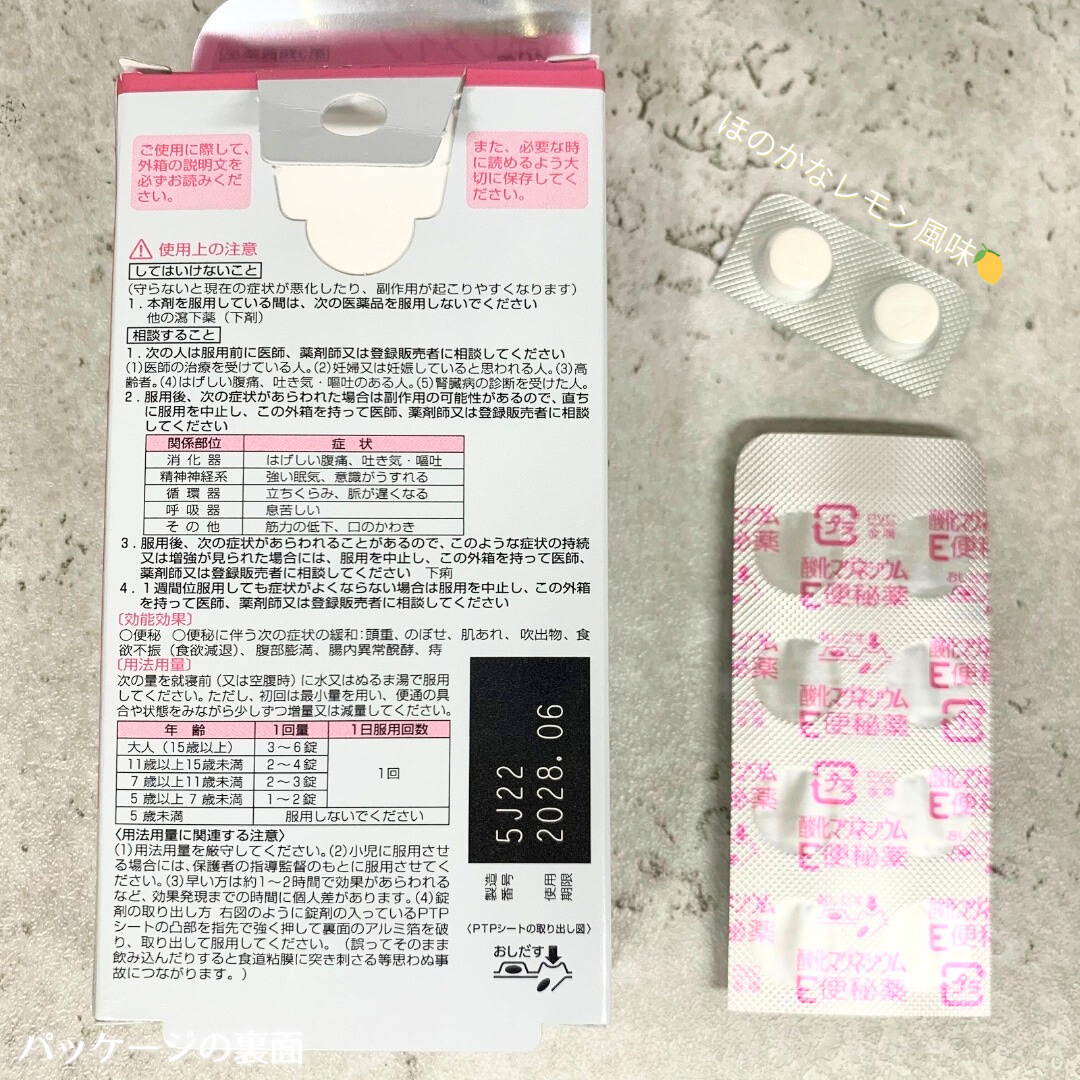 ご使用に際して、
外箱の説明文を
必ずお読みくだ
さい。
また、必要な時
に読めるよう大
切に保存してく
ださい。
使用上の注意
してはいけないこと
(守らないと現在の症状が悪化したり、副作用が起こりやすくなります)
1.本剤を服用している間は、次の医薬品を服用しないでください
他の瀉下薬(下剤)
相談すること
1.次の人は服用前に医師、薬剤師又は登録販売者に相談してください
(1)医師の治療を受けている人。(2)妊婦又は妊娠していると思われる人。(3)高
齢者。(4)はげしい腹痛、吐き気・嘔吐のある人。(5)腎臓病の診断を受けた人。
2.服用後、次の症状があらわれた場合は副作用の可能性があるので、直ち
に服用を中止し、この外箱を持って医師、薬剤師又は登録販売者に相談
してください
関係部位 症 状
消 化 器 はげしい腹痛、吐き気・嘔吐
精神神経系 強い眠気、意識がうすれる
循 環 器 立ちくらみ、脈が遅くなる
呼 吸 器 息苦しい
そ の 他 筋力の低下、口のかわき
3.服用後、次の症状があらわれることがあるので、このような症状の持続
又は増強が見られた場合には、服用を中止し、この外箱を持って医師、
薬剤師又は登録販売者に相談してください 下痢
4.1週間位服用しても症状がよくならない場合は服用を中止し、この外箱
を持って医師、薬剤師又は登録販売者に相談してください
〔効能効果〕
○便秘 ○便秘に伴う次の症状の緩和:頭重、のぼせ、肌あれ、吹出物、食
欲不振(食欲減退)、腹部膨満、腸内異常醗酵、痔
〔用法用量〕
次の量を就寝前(又は空腹時)に水又はぬるま湯で服用
してください。ただし、初回は最小量を用い、便通の具
合や状態をみながら少しずつ増量又は減量してください。
年 齢 1回量 1日服用回数
大人(15歳以上) 3〜6錠
11歳以上15歳未満 2〜4錠
1回
7歳以上11歳未満 2〜3錠
5歳以上7歳未満 1〜2錠
5歳未満 服用しないでください
〈用法用量に関連する注意〉
(1)用法用量を厳守してください。(2)小児に服用させ
る場合には、保護者の指導監督のもとに服用させてく
ださい。(3)早い方は約1〜2時間で効果があらわれる
など、効果発現までの時間に個人差があります。(4)錠
剤の取り出し方 右図のように錠剤の入っているPTP
シートの凸部を指先で強く押して裏面のアルミ箔を破
り、取り出して服用してください。(誤ってそのまま
飲み込んだりすると食道粘膜に突き刺さる等思わぬ事
故につながります。)
5J22
2028.06
製造
番号
使用
期限
〈PTPシートの取り出し図〉
おしだす
ほのかなレモン風味🍋
プラ
酸化マグネシウム
E便秘薬
酸化マグネシウム
E便秘薬
プラ
プラ
酸化マグネシウム
E便秘薬
酸化マグネシウム
E便秘薬
プラ
パッケージの裏面